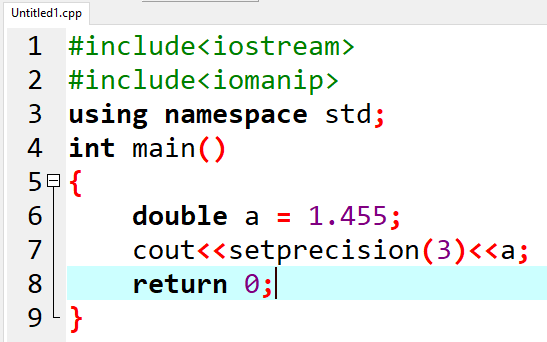 Untitled1.cpp
1 #include<iostream>
2 #include<iomanip>
3 using namespace std;
4 int main()
5 {
6 double a = 1.455;
7 cout<<setprecision(3)<<a;
8 return 0;
9 }